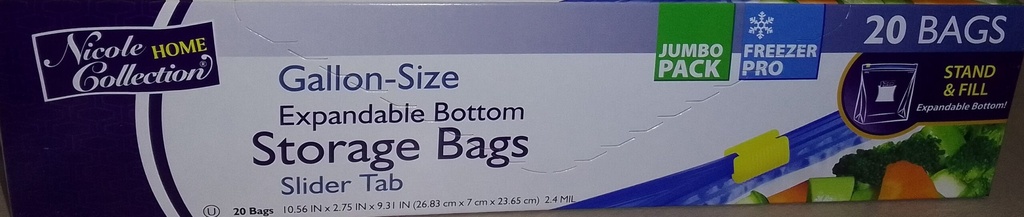 Nicole HOME
Collection®
Gallon-Size
Expandable Bottom
Storage Bags
Slider Tab
U 20 Bags 10.56 IN x 2.75 IN x 9.31 IN (26.83 cm x 7 cm x 23.65 cm) 2.4 MIL
JUMBO
PACK
FREEZER
PRO
20 BAGS
STAND
& FILL
Expandable Bottom!